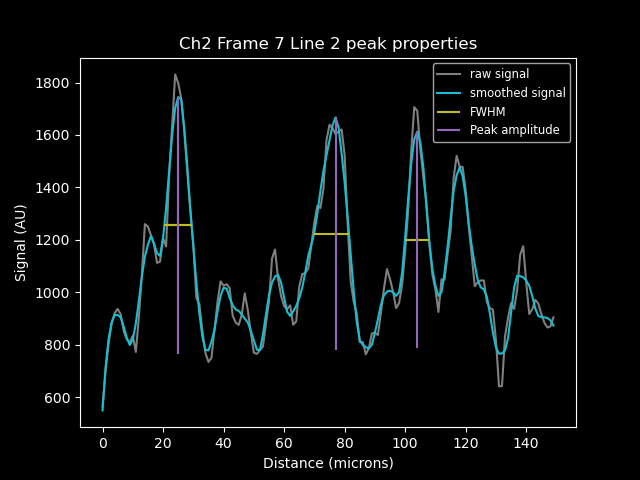 Ch2 Frame 7 Line 2 peak properties
raw signal
smoothed signal
FWHM
Peak amplitude
Signal (AU)
1800
1600
1400
1200
1000
800
600
0 20 40 60 80 100 120 140
Distance (microns)